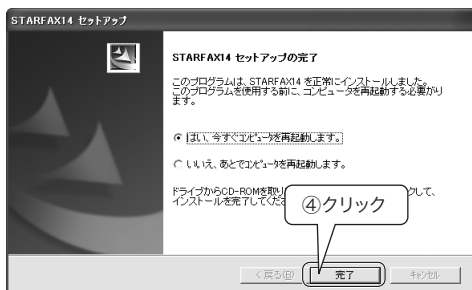 STARFAX14 セットアップ
STARFAX14 セットアップの完了
このプログラムは、STARFAX14 を正常にインストールしました。
このプログラムを使用する前に、コンピュータを再起動する必要があり
ます。
はい、今すぐコンピュータを再起動します。
いいえ、あとでコンピュータを再起動します。
ドライブからCD-ROMを取り クして、
インストールを完了してくだ
④クリック
< 戻る(B)
完了
キャンセル